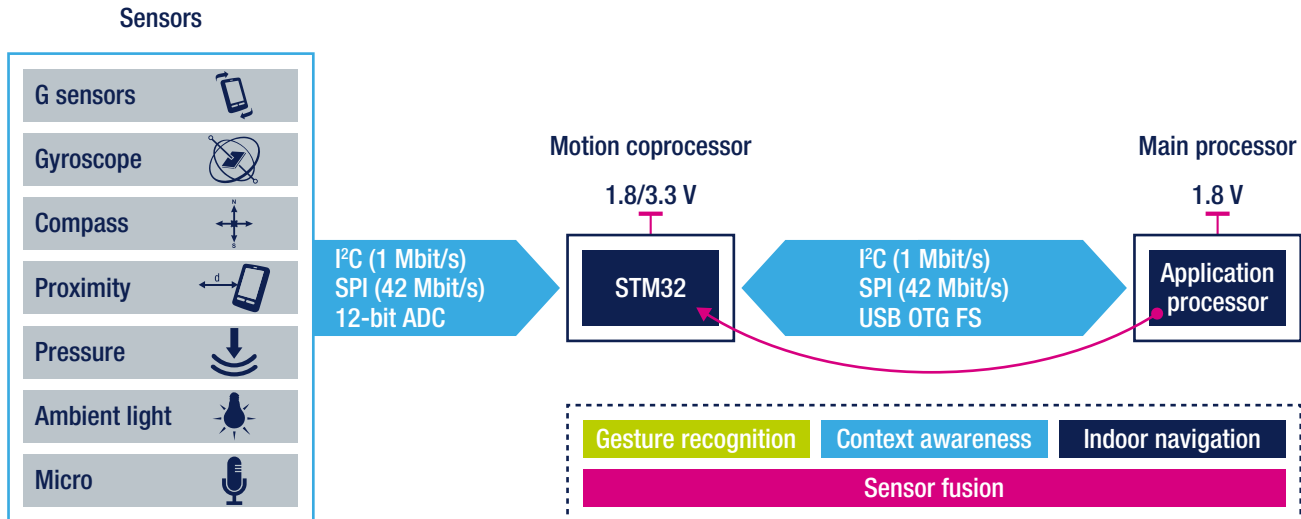 Sensors
G sensors
Gyroscope
Compass
N
S
Proximity
d
Pressure
Ambient light
Micro
I²C (1 Mbit/s)
SPI (42 Mbit/s)
12-bit ADC
Motion coprocessor
1.8/3.3 V
STM32
I²C (1 Mbit/s)
SPI (42 Mbit/s)
USB OTG FS
Main processor
1.8 V
Application
processor
Gesture recognition
Context awareness
Indoor navigation
Sensor fusion